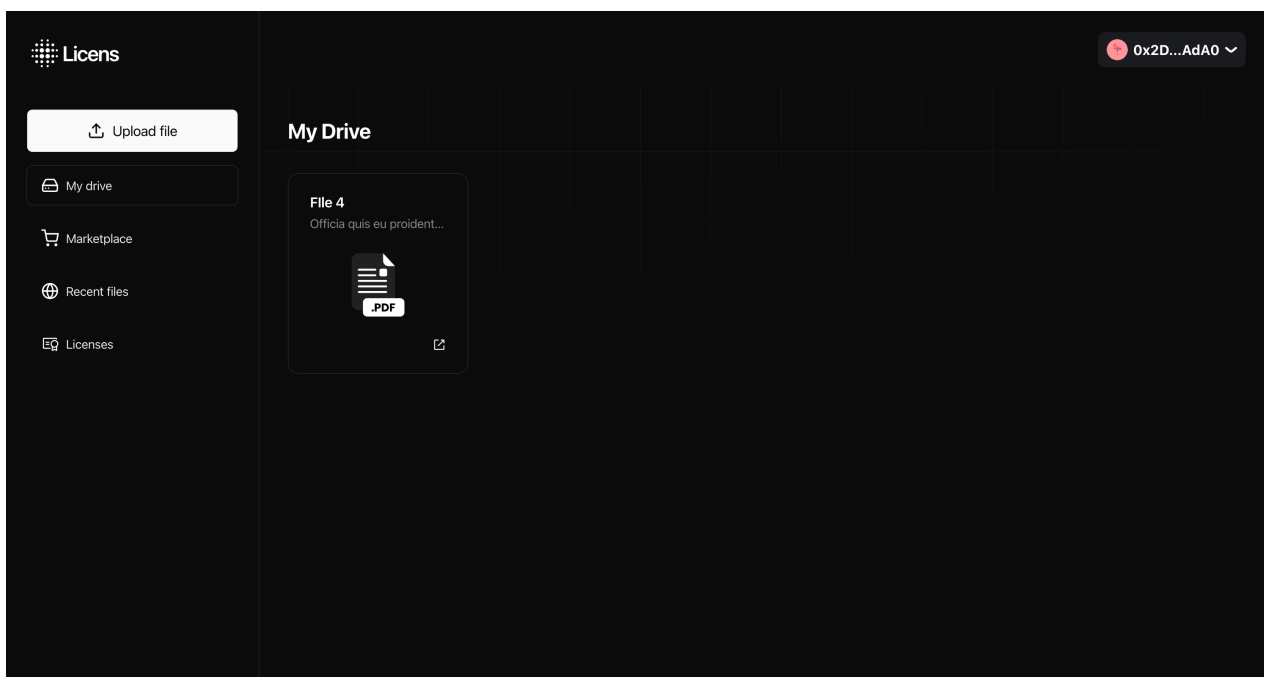 Licens
0x2D...AdA0
Upload file
My drive
Marketplace
Recent files
Licenses
My Drive
FIle 4
Officia quis eu proident...
.PDF